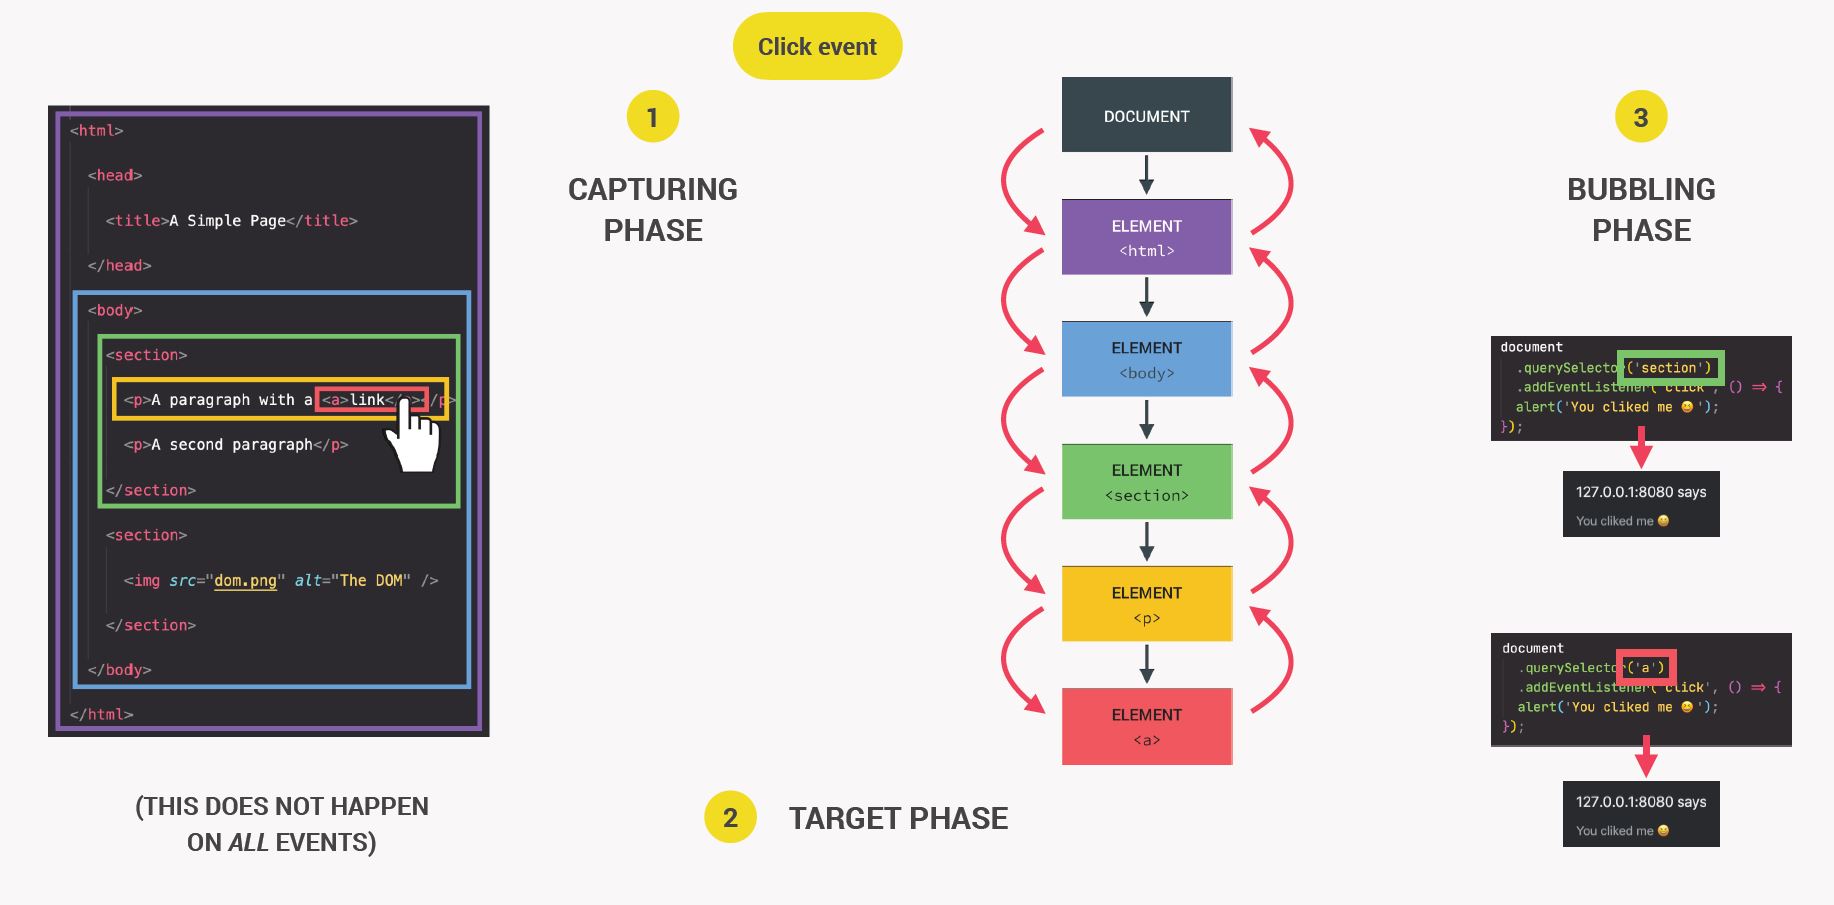 Click event
<html>
<head>
<title>A Simple Page</title>
</head>
<body>
<section>
<p>A paragraph with a <a>link</a></p>
<p>A second paragraph</p>
</section>
<section>
<img src="dom.png" alt="The DOM" />
</section>
</body>
</html>
(THIS DOES NOT HAPPEN
ON ALL EVENTS)
1
CAPTURING
PHASE
2
TARGET PHASE
DOCUMENT
ELEMENT
<html>
ELEMENT
<body>
ELEMENT
<section>
ELEMENT
<p>
ELEMENT
<a>
3
BUBBLING
PHASE
document
.querySelector('section')
.addEventListener('click', () => {
alert('You cliked me 😆');
});
127.0.0.1:8080 says
You cliked me 😆
document
.querySelector('a')
.addEventListener('click', () => {
alert('You cliked me 😆');
});
127.0.0.1:8080 says
You cliked me 😆